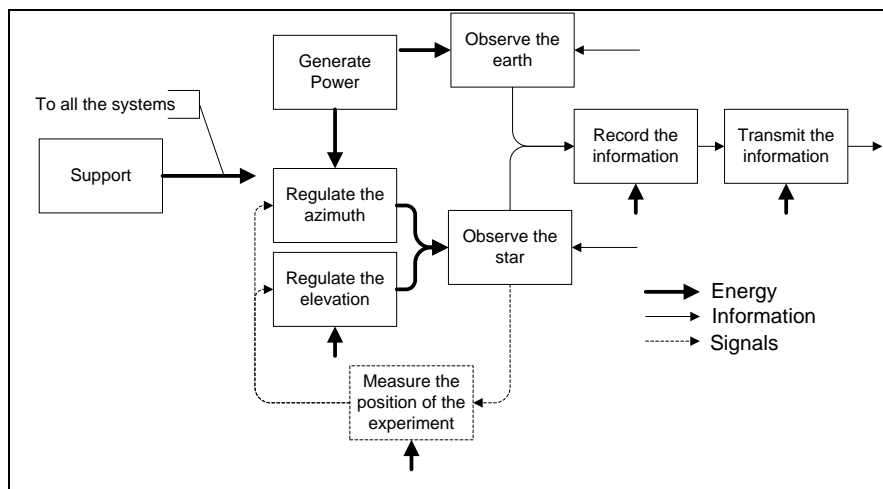 Generate
Power
Observe the
earth
To all the systems
Support
Record the
information
Transmit the
information
Regulate the
azimuth
Observe the
star
Regulate the
elevation
Energy
Information
Signals
Measure the
position of the
experiment